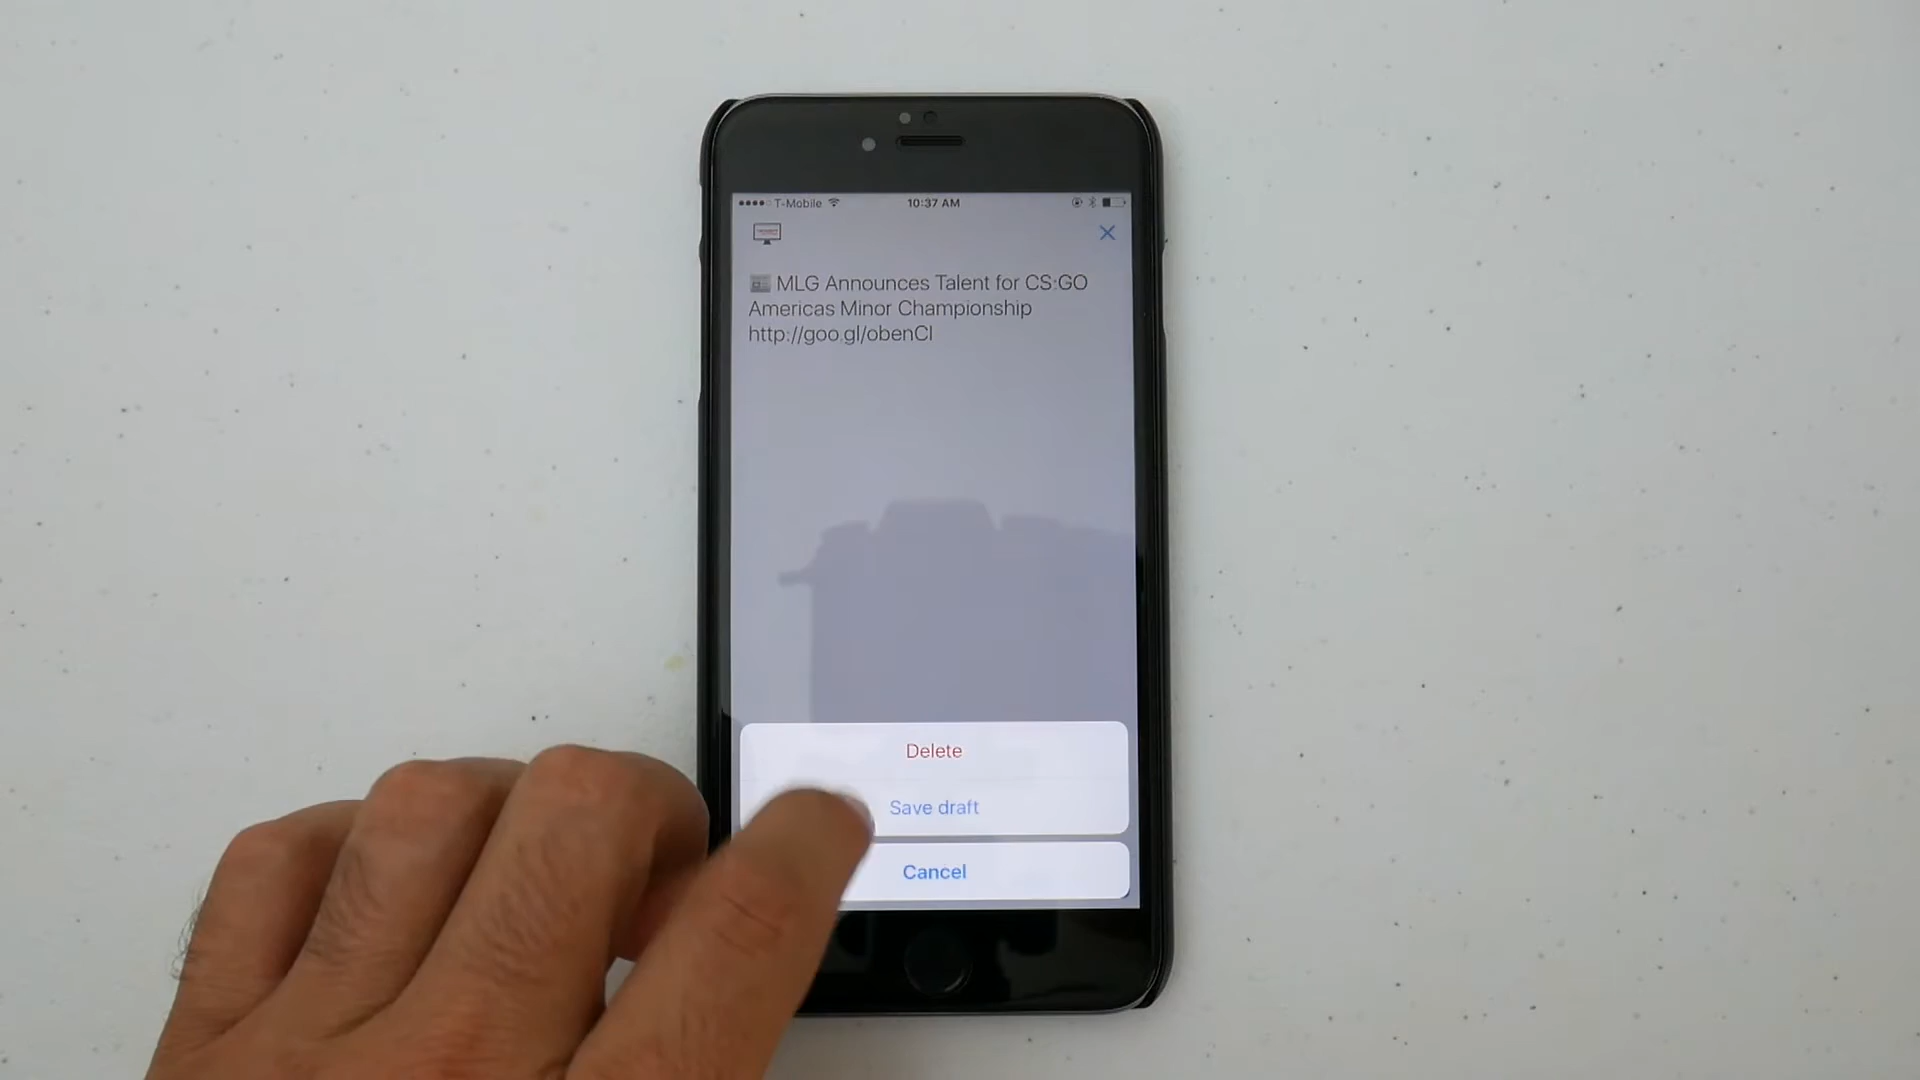 T-Mobile 10:37 AM
MLG Announces Talent for CS:GO
Americas Minor Championship
http://goo.gl/obenCI
Delete
Save draft
Cancel